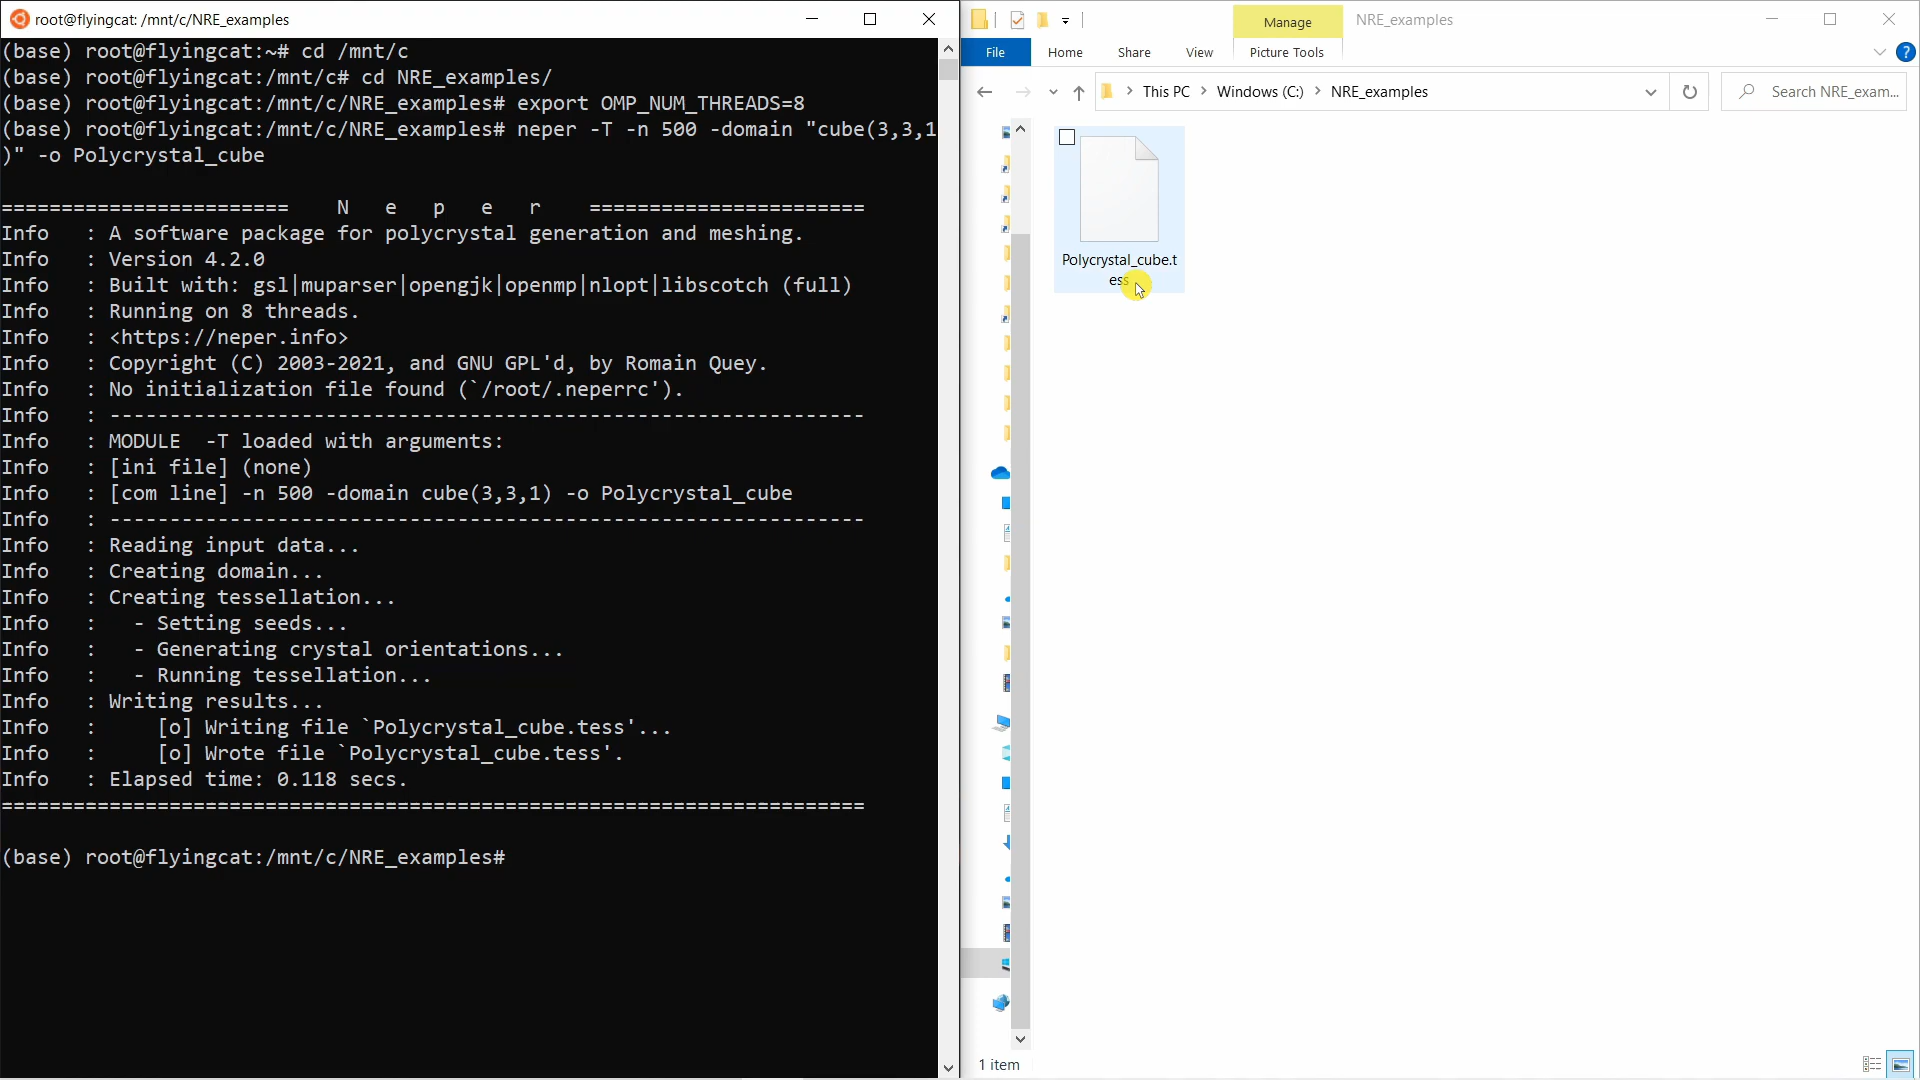 root@flyingcat: /mnt/c/NRE_examples
(base) root@flyingcat:~# cd /mnt/c
(base) root@flyingcat:/mnt/c# cd NRE_examples/
(base) root@flyingcat:/mnt/c/NRE_examples# export OMP_NUM_THREADS=8
(base) root@flyingcat:/mnt/c/NRE_examples# neper -T -n 500 -domain "cube(3,3,1
)" -o Polycrystal_cube
======================== N e p e r =======================
Info : A software package for polycrystal generation and meshing.
Info : Version 4.2.0
Info : Built with: gsl|muparser|opengjk|openmp|nlopt|libscotch (full)
Info : Running on 8 threads.
Info : <https://neper.info>
Info : Copyright (C) 2003-2021, and GNU GPL'd, by Romain Quey.
Info : No initialization file found (`/root/.neperrc').
Info : ---------------------------------------------------------------
Info : MODULE -T loaded with arguments:
Info : [ini file] (none)
Info : [com line] -n 500 -domain cube(3,3,1) -o Polycrystal_cube
Info : ---------------------------------------------------------------
Info : Reading input data...
Info : Creating domain...
Info : Creating tessellation...
Info : - Setting seeds...
Info : - Generating crystal orientations...
Info : - Running tessellation...
Info : Writing results...
Info : [o] Writing file `Polycrystal_cube.tess'...
Info : [o] Wrote file `Polycrystal_cube.tess'.
Info : Elapsed time: 0.118 secs.
========================================================================
(base) root@flyingcat:/mnt/c/NRE_examples#
Manage NRE_examples
File Home Share View Picture Tools
This PC > Windows (C:) > NRE_examples
Search NRE_exam...
Polycrystal_cube.t
ess
1 item